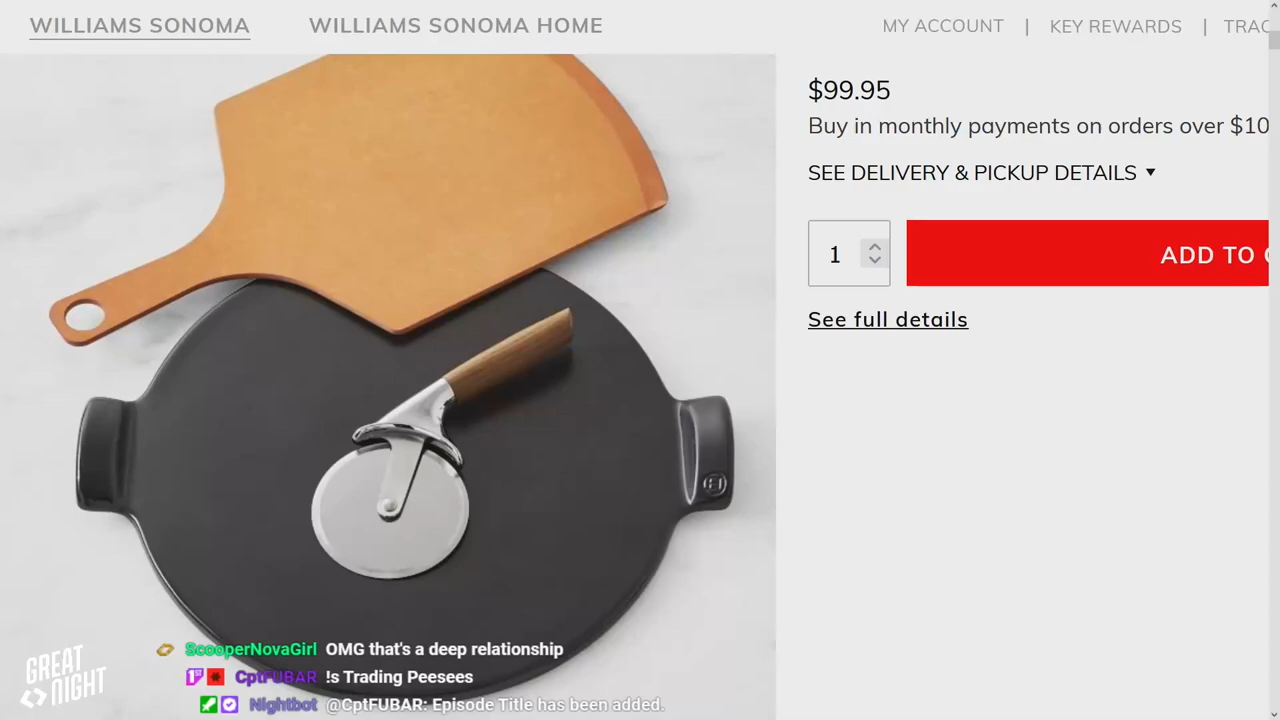 WILLIAMS SONOMA WILLIAMS SONOMA HOME MY ACCOUNT | KEY REWARDS | TRAC
$99.95
Buy in monthly payments on orders over $10
SEE DELIVERY & PICKUP DETAILS
1 ADD TO
See full details
ScooperNovaGirl OMG that's a deep relationship
CptFUBAR !s Trading Peesees
Nightbot @CptFUBAR: Episode Title has been added.
GREAT
NIGHT